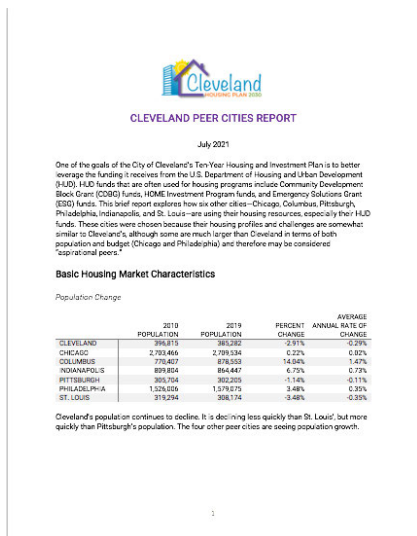 Cleveland
HOUSING PLAN 2030
CLEVELAND PEER CITIES REPORT
July 2021
One of the goals of the City of Cleveland's Ten-Year Housing and Investment Plan is to better
leverage the funding it receives from the U.S. Department of Housing and Urban Development
(HUD). HUD funds that are often used for housing programs include Community Development
Block Grant (CDBG) funds, HOME Investment Program funds, and Emergency Solutions Grant
(ESG) funds. This brief report explores how six other cities—Chicago, Columbus, Pittsburgh,
Philadelphia, Indianapolis, and St. Louis—are using their housing resources, especially their HUD
funds. These cities were chosen because their housing profiles and challenges are somewhat
similar to Cleveland's, although some are much larger than Cleveland in terms of both
population and budget (Chicago and Philadelphia) and therefore may be considered
"aspirational peers."
Basic Housing Market Characteristics
Population Change
AVERAGE
2010 2019 PERCENT ANNUAL RATE OF
POPULATION POPULATION CHANGE CHANGE
CLEVELAND 396,815 385,282 -2.91% -0.29%
CHICAGO 2,703,466 2,709,534 0.22% 0.02%
COLUMBUS 770,407 878,553 14.04% 1.47%
INDIANAPOLIS 809,804 864,447 6.75% 0.73%
PITTSBURGH 305,704 302,205 -1.14% -0.11%
PHILADELPHIA 1,526,006 1,579,075 3.48% 0.35%
ST. LOUIS 319,294 308,174 -3.48% -0.35%
Cleveland's population continues to decline. It is declining less quickly than St. Louis', but more
quickly than Pittsburgh's population. The four other peer cities are seeing population growth.
1